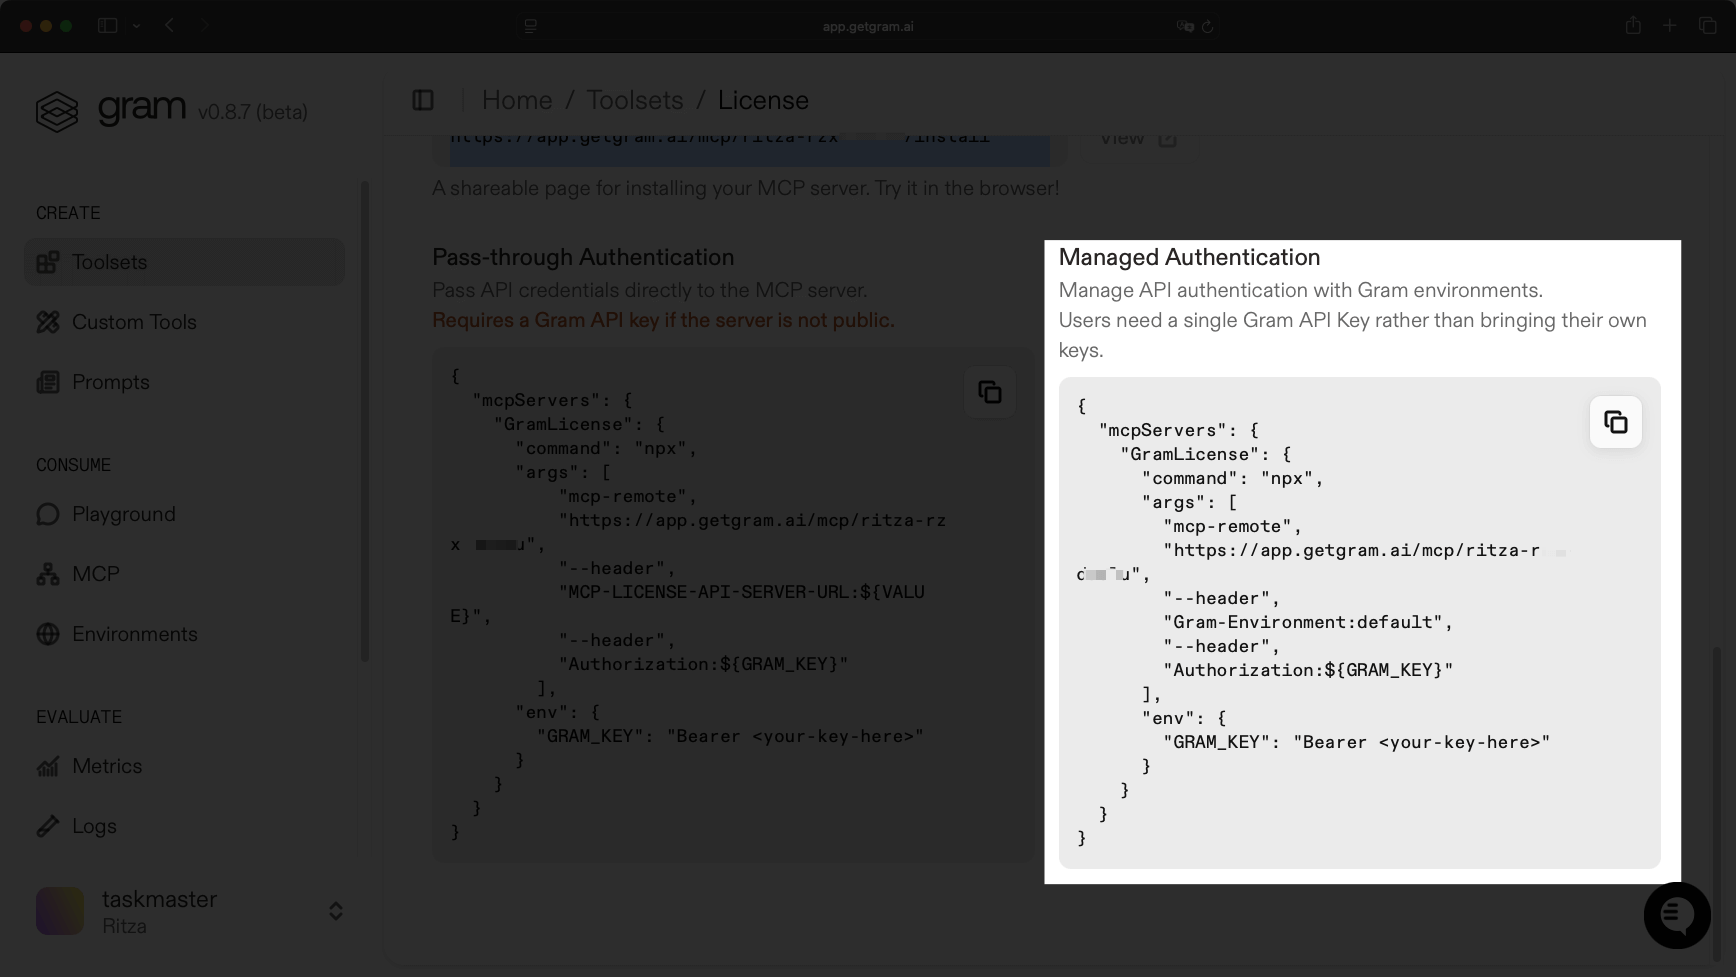 app.getgram.ai
gram v0.8.7 (beta)
Home / Toolsets / License
https://app.getgram.ai/mcp/ritza-rzx /install
View
A shareable page for installing your MCP server. Try it in the browser!
CREATE
Toolsets
Custom Tools
Prompts
CONSUME
Playground
MCP
Environments
EVALUATE
Metrics
Logs
taskmaster
Ritza
Pass-through Authentication
Pass API credentials directly to the MCP server.
Requires a Gram API key if the server is not public.
{
"mcpServers": {
"GramLicense": {
"command": "npx",
"args": [
"mcp-remote",
"https://app.getgram.ai/mcp/ritza-rz
x u",
"--header",
"MCP-LICENSE-API-SERVER-URL:${VALU
E}",
"--header",
"Authorization:${GRAM_KEY}"
],
"env": {
"GRAM_KEY": "Bearer <your-key-here>"
}
}
}
}
Managed Authentication
Manage API authentication with Gram environments.
Users need a single Gram API Key rather than bringing their own
keys.
{
"mcpServers": {
"GramLicense": {
"command": "npx",
"args": [
"mcp-remote",
"https://app.getgram.ai/mcp/ritza-r
u",
"--header",
"Gram-Environment:default",
"--header",
"Authorization:${GRAM_KEY}"
],
"env": {
"GRAM_KEY": "Bearer <your-key-here>"
}
}
}
}